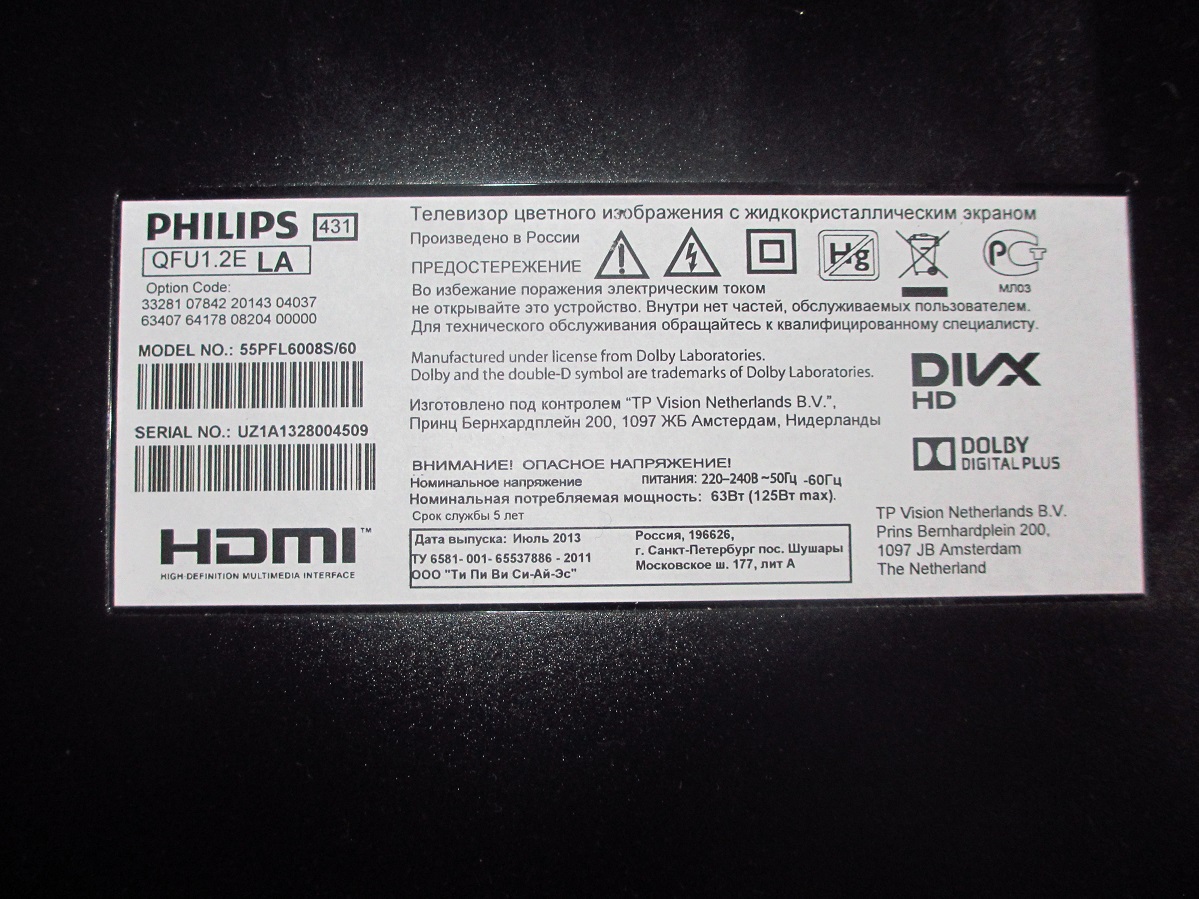 PHILIPS 431
QFU1.2E LA
Option Code:
33281 07842 20143 04037
63407 64178 08204 00000
MODEL NO.: 55PFL6008S/60
SERIAL NO.: UZ1A1328004509
HDMI™
HIGH-DEFINITION MULTIMEDIA INTERFACE
Телевизор цветного изображения с жидкокристаллическим экраном
Произведено в России
ПРЕДОСТЕРЕЖЕНИЕ
Hg
РСТ
МЛ03
Во избежание поражения электрическим током
не открывайте это устройство. Внутри нет частей, обслуживаемых пользователем.
Для технического обслуживания обращайтесь к квалифицированному специалисту.
Manufactured under license from Dolby Laboratories.
Dolby and the double-D symbol are trademarks of Dolby Laboratories.
Изготовлено под контролем “TP Vision Netherlands B.V.”,
Принц Бернхардплейн 200, 1097 ЖБ Амстердам, Нидерланды
DIVX
HD
DOLBY
DIGITAL PLUS
ВНИМАНИЕ! ОПАСНОЕ НАПРЯЖЕНИЕ!
Номинальное напряжение питания: 220–240В ~50Гц -60Гц
Номинальная потребляемая мощность: 63Вт (125Вт max).
Срок службы 5 лет
Дата выпуска: Июль 2013
ТУ 6581- 001- 65537886 - 2011
ООО "Ти Пи Ви Си-Ай-Эс"
Россия, 196626,
г. Санкт-Петербург пос. Шушары
Московское ш. 177, лит А
TP Vision Netherlands B.V.
Prins Bernhardplein 200,
1097 JB Amsterdam
The Netherland